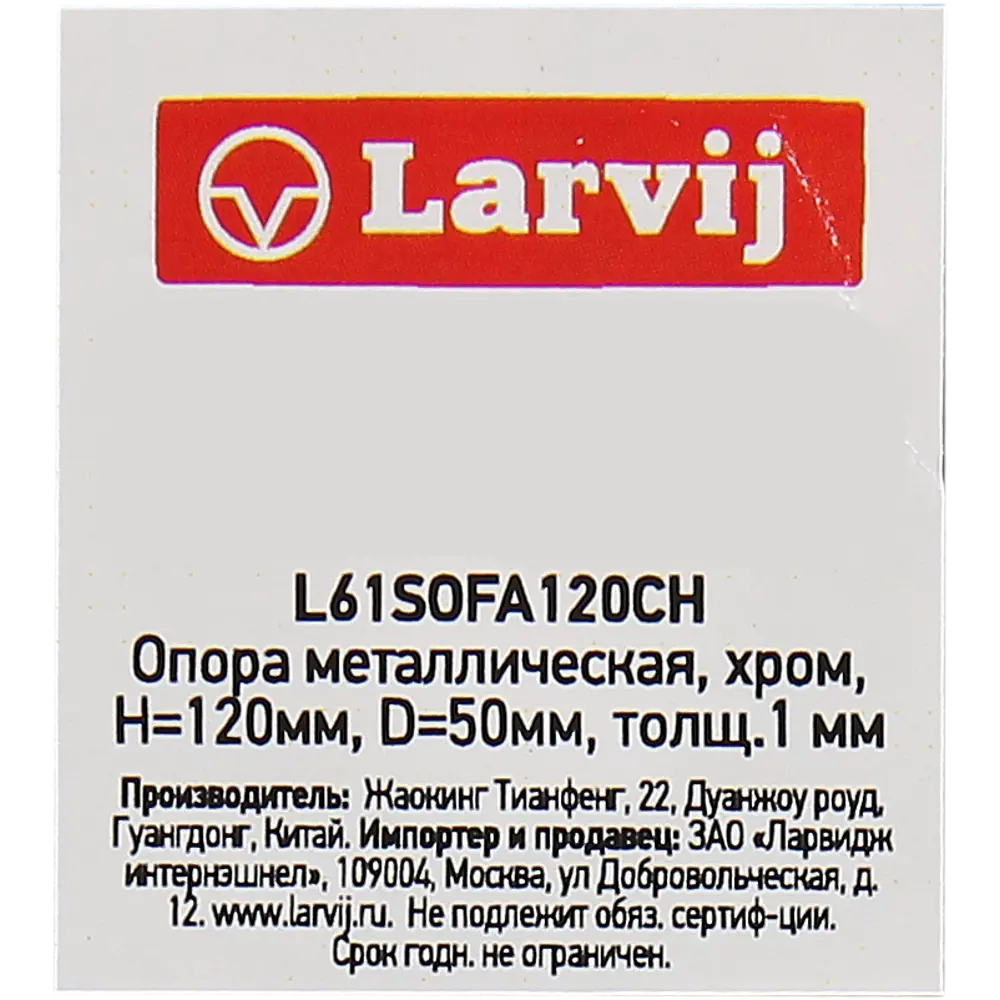 Larvij
L61SOFA120CH
Опора металлическая, хром,
H=120мм, D=50мм, толщ.1 мм
Производитель: Жаокинг Тианфенг, 22, Дуанжоу роуд,
Гуангдонг, Китай. Импортер и продавец: ЗАО «Ларвидж
интернэшнел», 109004, Москва, ул Добровольческая, д.
12. www.larvij.ru. Не подлежит обяз. сертиф-ции.
Срок годн. не ограничен.